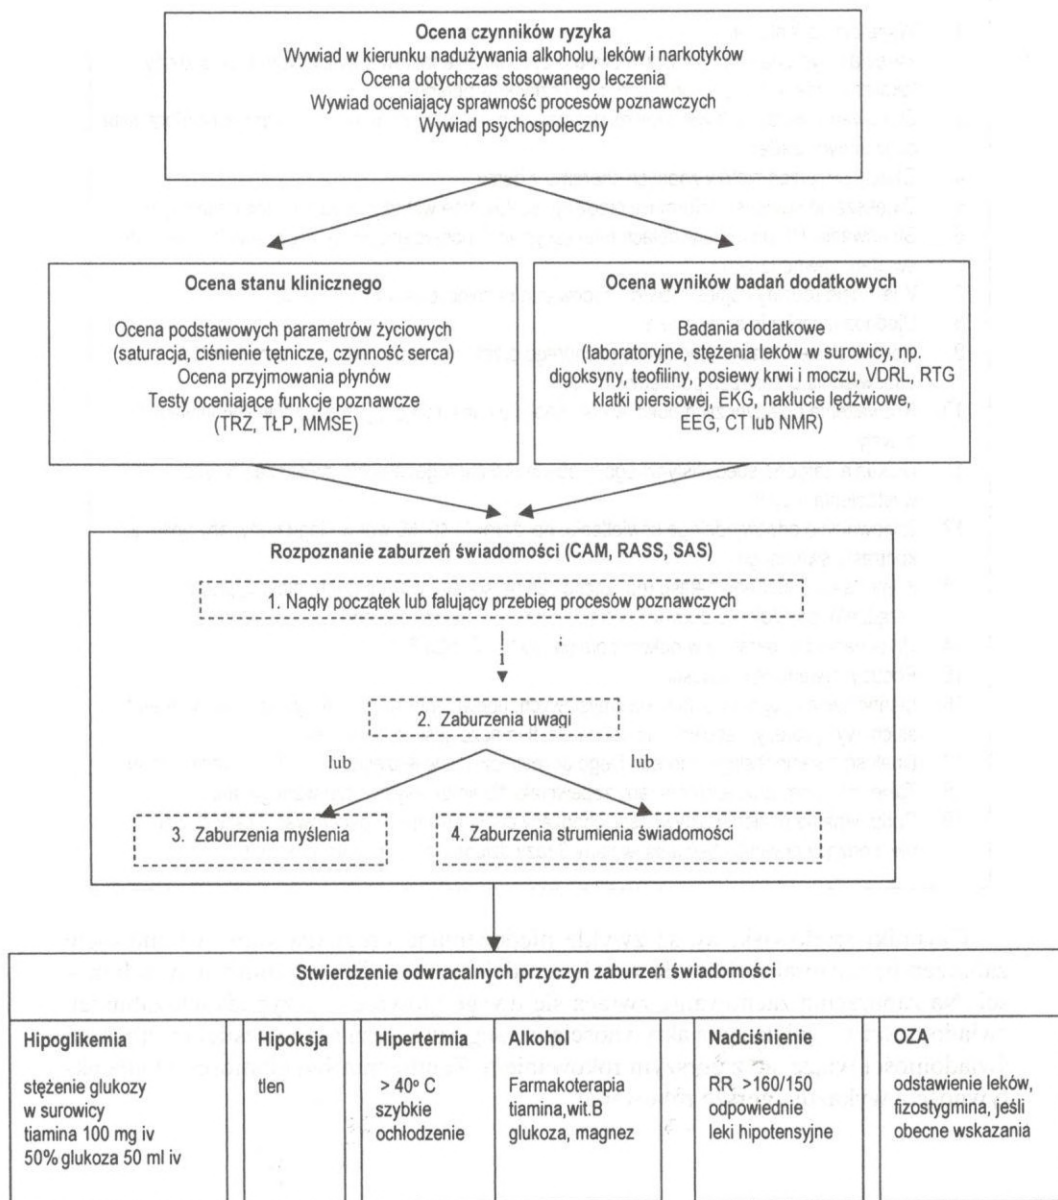 Ocena czynników ryzyka
Wywiad w kierunku nadużywania alkoholu, leków i narkotyków
Ocena dotychczas stosowanego leczenia
Wywiad oceniający sprawność procesów poznawczych
Wywiad psychospołeczny
Ocena stanu klinicznego
Ocena podstawowych parametrów życiowych
(saturacja, ciśnienie tętnicze, czynność serca)
Ocena przyjmowania płynów
Testy oceniające funkcje poznawcze
(TRZ, TŁP, MMSE)
Ocena wyników badań dodatkowych
Badania dodatkowe
(laboratoryjne, stężenia leków w surowicy, np.
digoksyny, teofiliny, posiewy krwi i moczu, VDRL, RTG
klatki piersiowej, EKG, nakłucie lędźwiowe,
EEG, CT lub NMR)
Rozpoznanie zaburzeń świadomości (CAM, RASS, SAS)
1. Nagły początek lub falujący przebieg procesów poznawczych
i
2. Zaburzenia uwagi
lub lub
3. Zaburzenia myślenia
4. Zaburzenia strumienia świadomości
Stwierdzenie odwracalnych przyczyn zaburzeń świadomości
Hipoglikemia
stężenie glukozy
w surowicy
tiamina 100 mg iv
50% glukoza 50 ml iv
Hipoksja
tlen
Hipertermia
> 40° C
szybkie
ochłodzenie
Alkohol
Farmakoterapia
tiamina,wit.B
glukoza, magnez
Nadciśnienie
RR >160/150
odpowiednie
leki hipotensyjne
OZA
odstawienie leków,
fizostygmina, jeśli
obecne wskazania